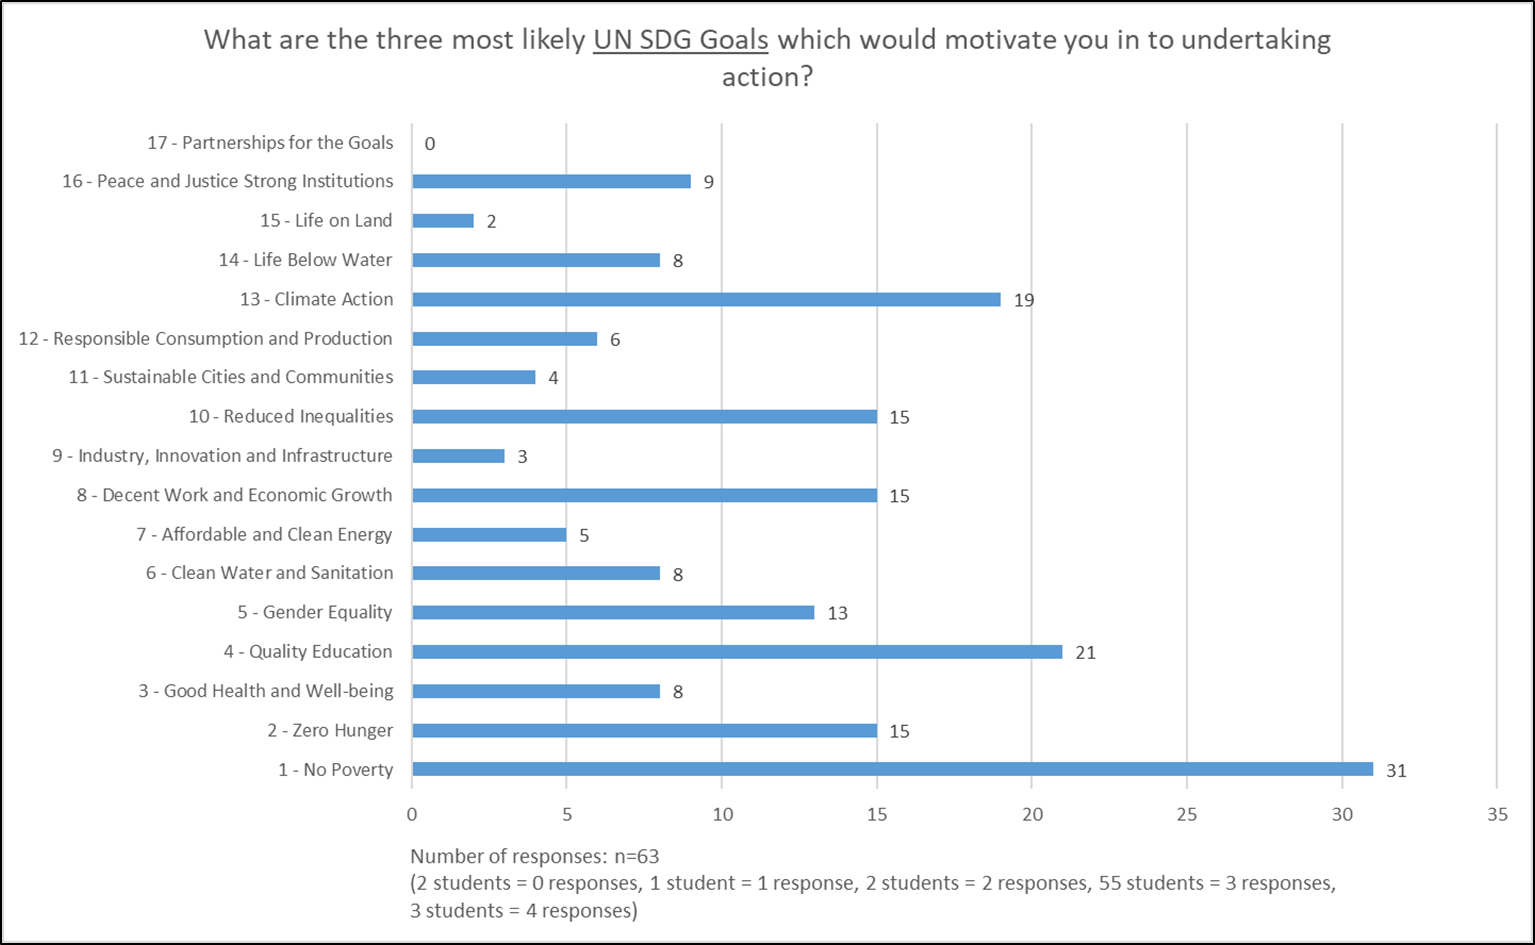 What are the three most likely UN SDG Goals which would motivate you in to undertaking
action?
17 - Partnerships for the Goals 0
16 - Peace and Justice Strong Institutions 9
15 - Life on Land 2
14 - Life Below Water 8
13 - Climate Action 19
12 - Responsible Consumption and Production 6
11 - Sustainable Cities and Communities 4
10 - Reduced Inequalities 15
9 - Industry, Innovation and Infrastructure 3
8 - Decent Work and Economic Growth 15
7 - Affordable and Clean Energy 5
6 - Clean Water and Sanitation 8
5 - Gender Equality 13
4 - Quality Education 21
3 - Good Health and Well-being 8
2 - Zero Hunger 15
1 - No Poverty 31
0 5 10 15 20 25 30 35
Number of responses: n=63
(2 students = 0 responses, 1 student = 1 response, 2 students = 2 responses, 55 students = 3 responses,
3 students = 4 responses)